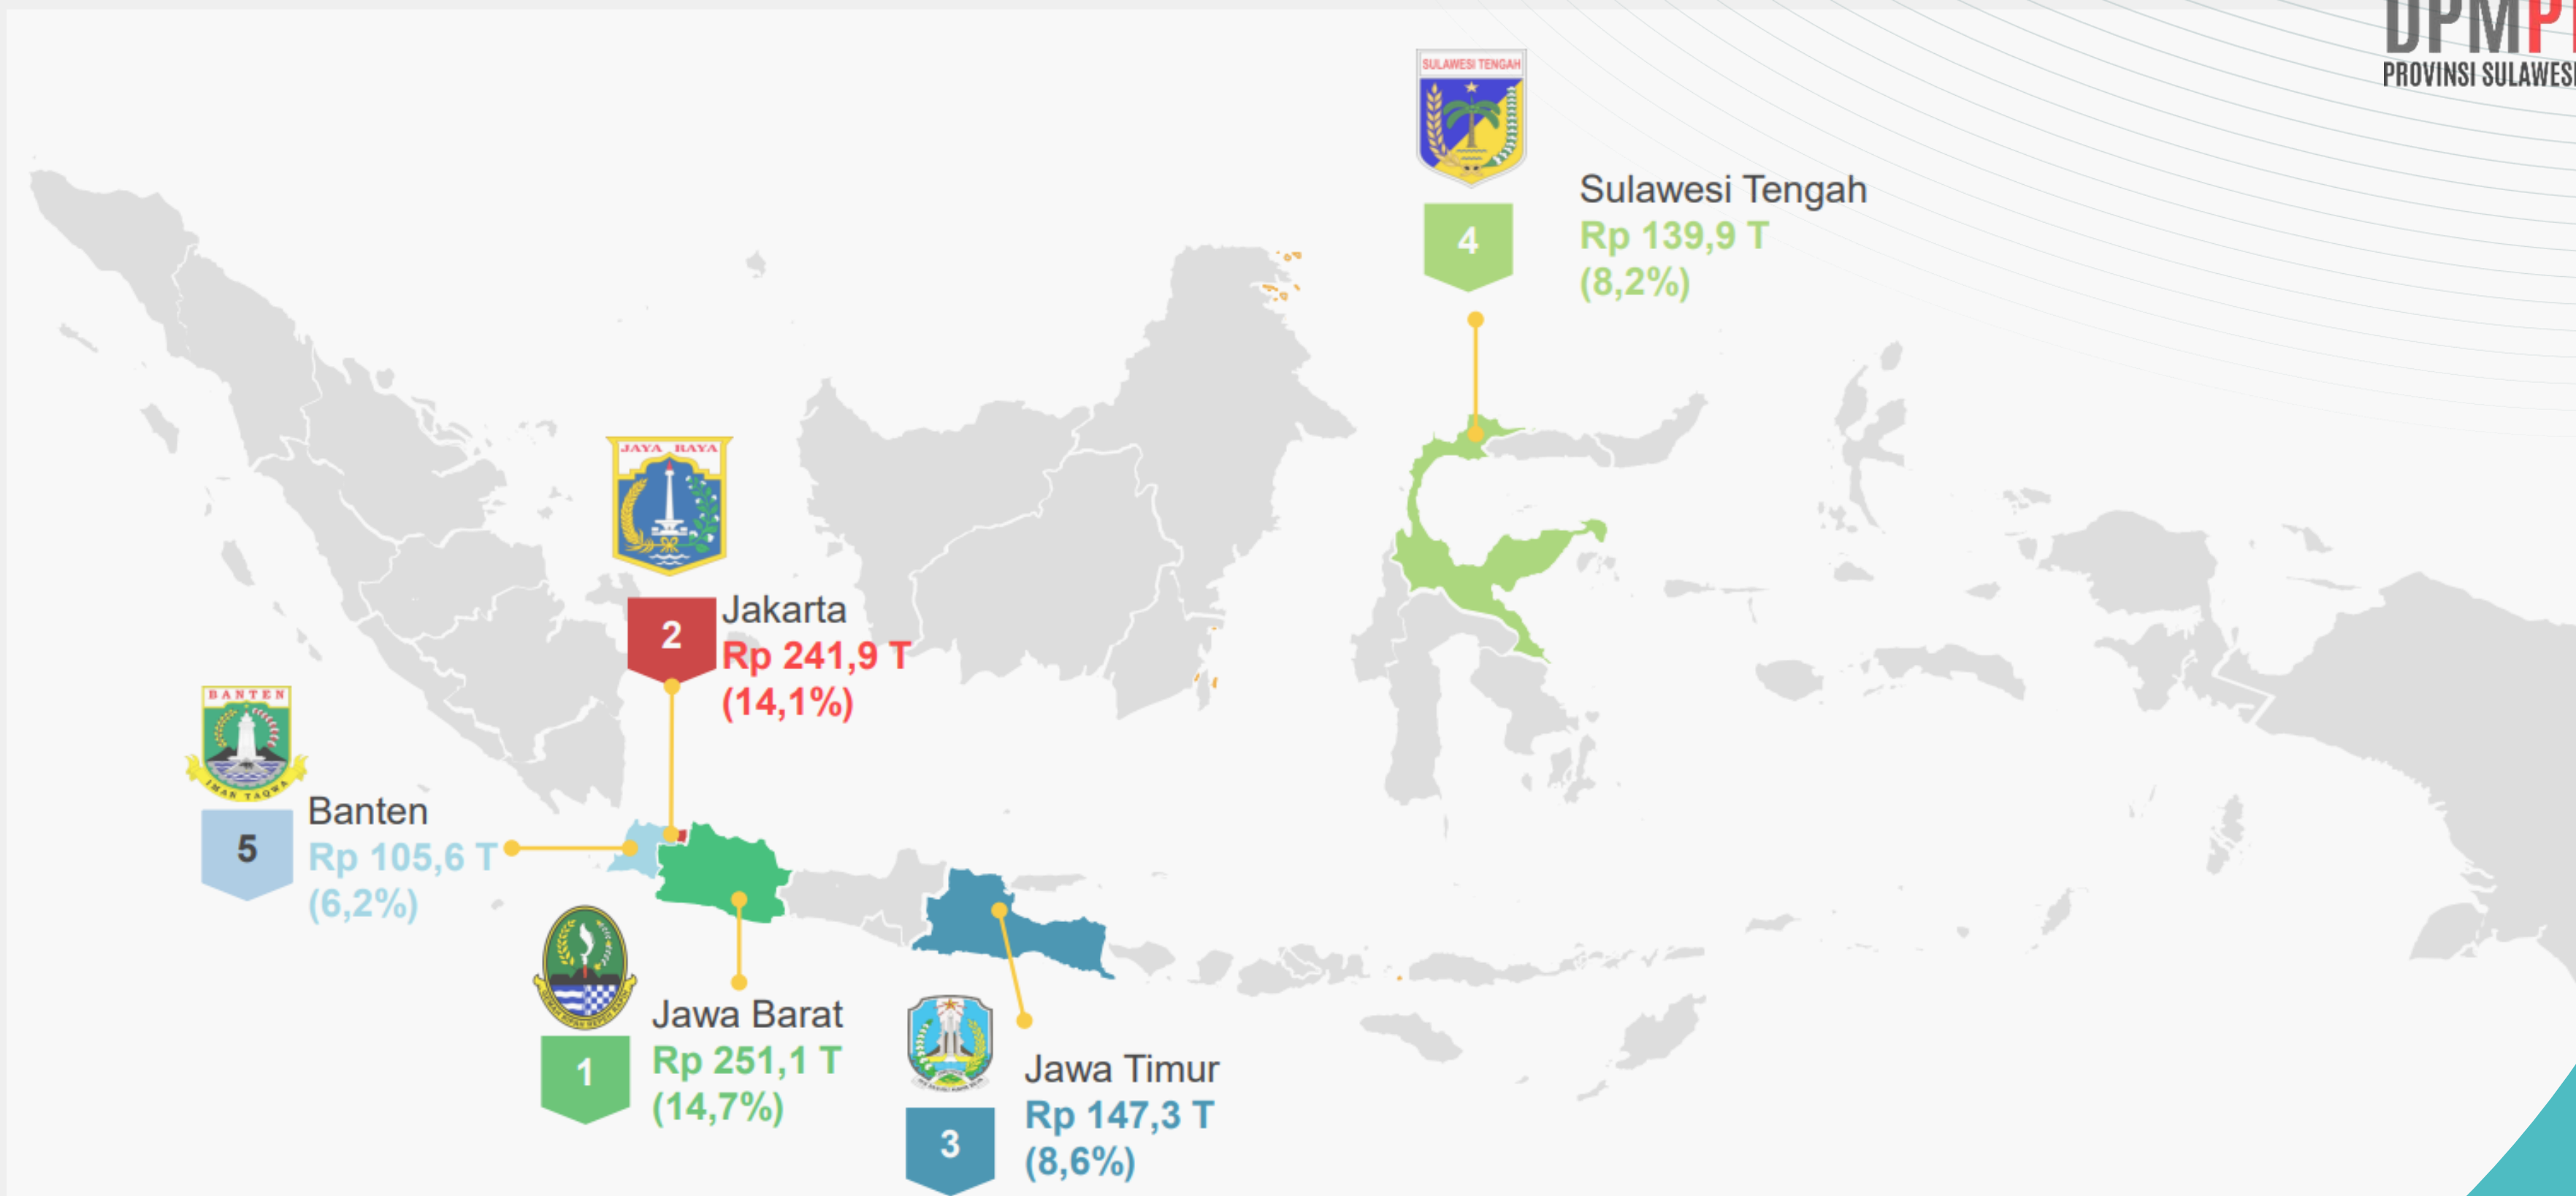 DPM
PROVINSI SULAWESI
SULAWESI TENGAH
4
Sulawesi Tengah
Rp 139,9 T
(8,2%)
JAYA RAYA
2
Jakarta
Rp 241,9 T
(14,1%)
BANTEN
IMAN TAQWA
5
Banten
Rp 105,6 T
(6,2%)
1
Jawa Barat
Rp 251,1 T
(14,7%)
3
Jawa Timur
Rp 147,3 T
(8,6%)